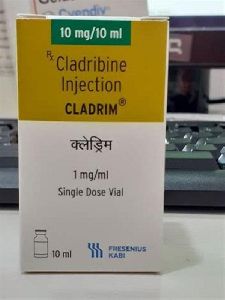 10 mg/10 ml
Rx Cladribine
Injection
CLADRIM®
क्लेड्रिम
1 mg/ml
Single Dose Vial
10 ml
FRESENIUS
KABI